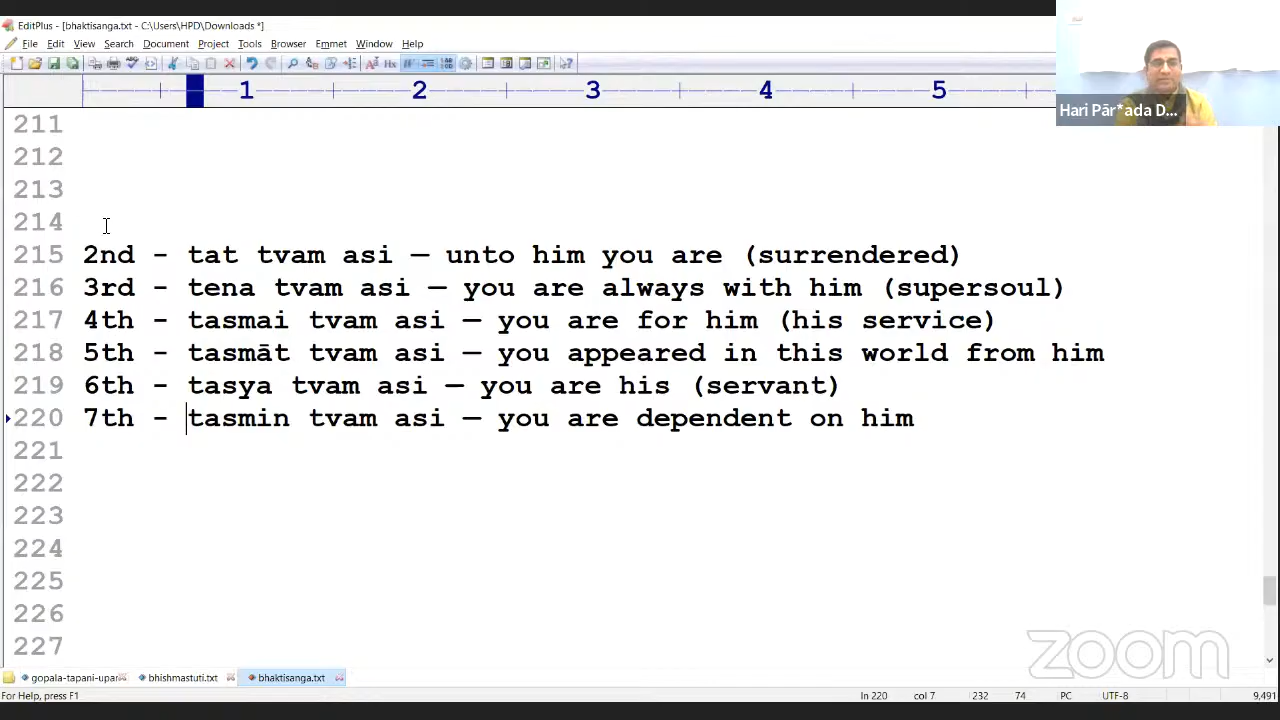 EditPlus - [bhaktisanga.txt - C:\Users\HPD\Downloads *]
File Edit View Search Document Project Tools Browser Emmet Window Help
1 2 3 4 5
Hari Pār*ada D...
211
212
213
214
215 2nd - tat tvam asi — unto him you are (surrendered)
216 3rd - tena tvam asi — you are always with him (supersoul)
217 4th - tasmai tvam asi — you are for him (his service)
218 5th - tasmāt tvam asi — you appeared in this world from him
219 6th - tasya tvam asi — you are his (servant)
220 7th - tasmin tvam asi — you are dependent on him
221
222
223
224
225
226
227
zoom
gopala-tapani-upar bhishmastuti.txt bhaktisanga.txt
For Help, press F1 ln 220 col 7 232 74 PC UTF-8 9,491